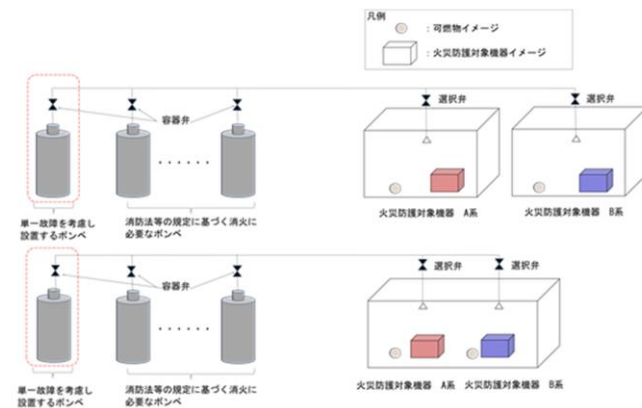 凡例
：可燃物イメージ
：火災防護対象機器イメージ
選択弁
選択弁
容器弁
単一故障を考慮し
設置するボンベ
消防法等の規定に基づく消火に
必要なボンベ
火災防護対象機器　A系
火災防護対象機器　B系
選択弁
選択弁
容器弁
単一故障を考慮し
設置するボンベ
消防法等の規定に基づく消火に
必要なボンベ
火災防護対象機器　A系
火災防護対象機器　B系